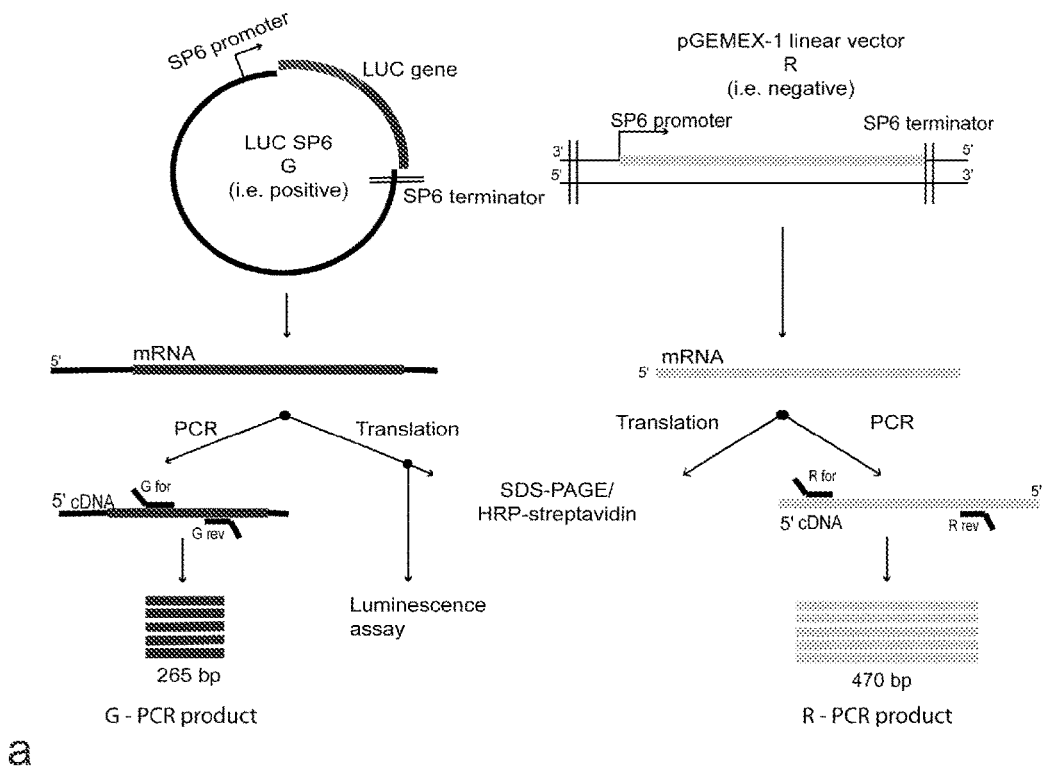 SP6 promoter
LUC gene
LUC SP6
G
(i.e. positive)
SP6 terminator
pGEMEX-1 linear vector
R
(i.e. negative)
SP6 promoter
SP6 terminator
3'
5'
5'
3'
5'
mRNA
5'
mRNA
PCR
Translation
Translation
PCR
G for
5' cDNA
G rev
SDS-PAGE/
HRP-streptavidin
R for
5'
5' cDNA
R rev
Luminescence
assay
265 bp
470 bp
G - PCR product
R - PCR product
a